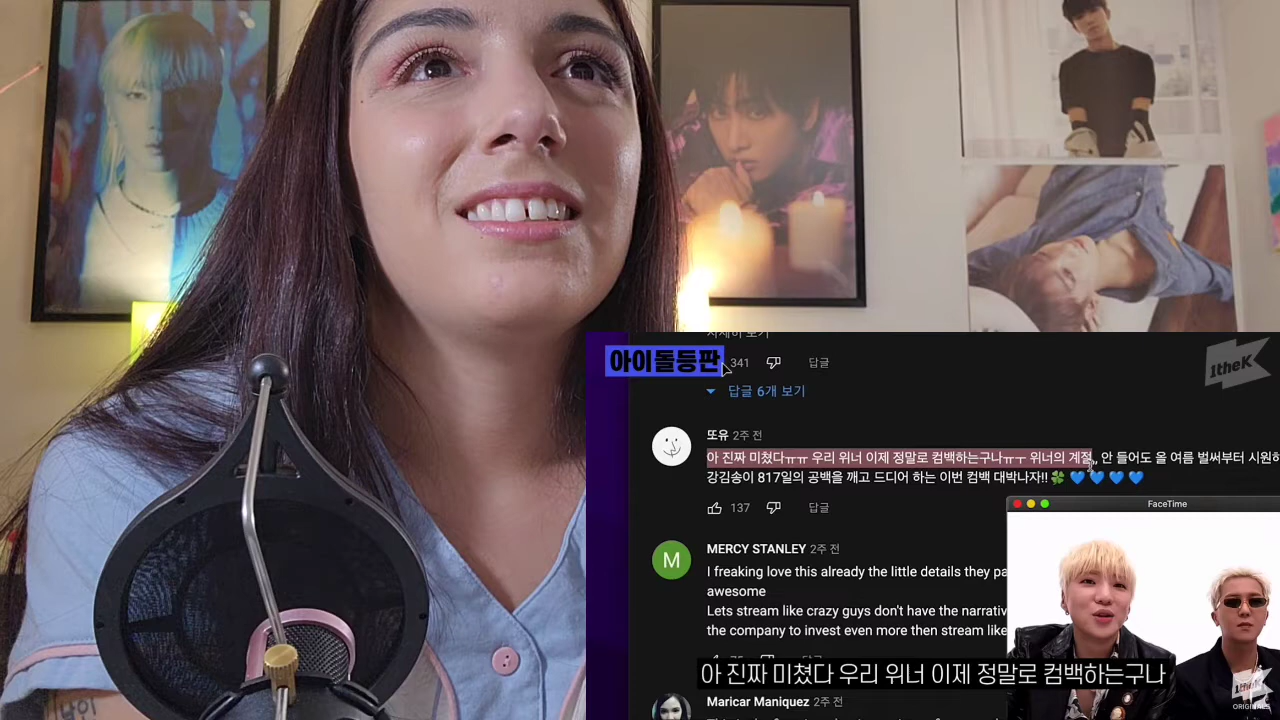 자세히 보기
아이돌등판
341
답글
1theK
답글 6개 보기
또유 2주 전
아 진짜 미쳤다ㅠㅠ 우리 위너 이제 정말로 컴백하는구나ㅠㅜ 위너의 계절,, 안 들어도 올 여름 벌써부터 시원하
강김송이 817일의 공백을 깨고 드디어 하는 이번 컴백 대박나자!!🍀 💙 💙 💙 💙
137
답글
FaceTime
M
MERCY STANLEY 2주 전
I freaking love this already the little details they pa
awesome
Lets stream like crazy guys don't have the narrativ
the company to invest even more then stream like
아 진짜 미쳤다 우리 위너 이제 정말로 컴백하는구나
Maricar Maniquez 2주 전
1theK
ORIGINALS